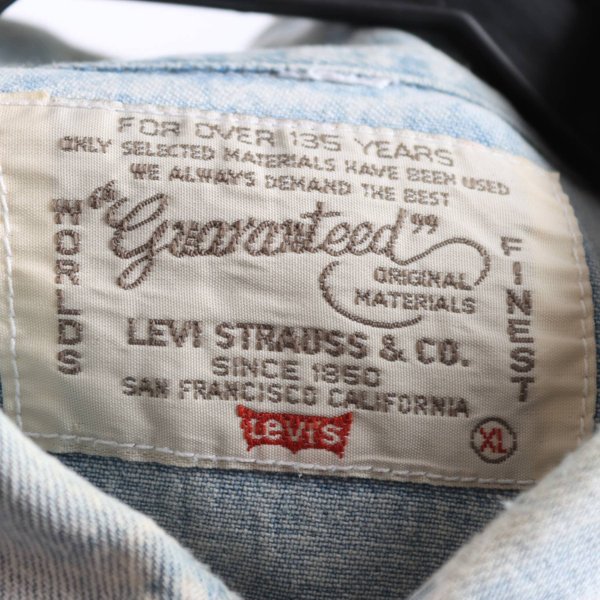 FOR OVER 135 YEARS
ONLY SELECTED MATERIALS HAVE BEEN USED
WE ALWAYS DEMAND THE BEST
WORLDS
"Guaranteed"
FINEST
ORIGINAL
MATERIALS
LEVI STRAUSS & CO.
SINCE 1850
SAN FRANCISCO CALIFORNIA
LEVI'S
XL